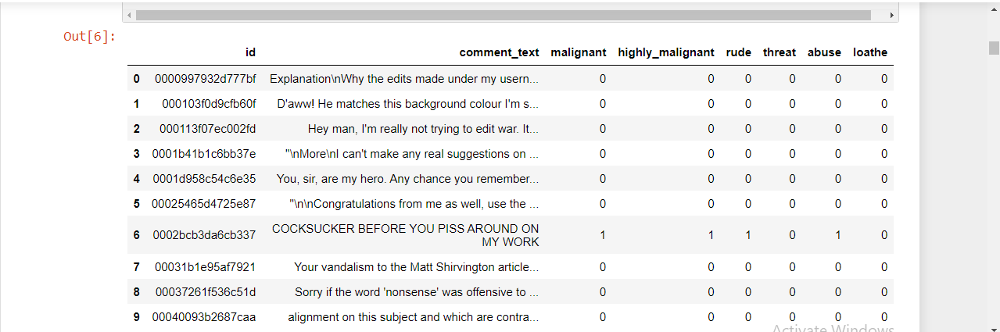 Out[6]:
id comment_text malignant highly_malignant rude threat abuse loathe
0 0000997932d777bf Explanation\nWhy the edits made under my usern... 0 0 0 0 0 0
1 000103f0d9cfb60f D'aww! He matches this background colour I'm s... 0 0 0 0 0 0
2 000113f07ec002fd Hey man, I'm really not trying to edit war. It... 0 0 0 0 0 0
3 0001b41b1c6bb37e "\nMore\nI can't make any real suggestions on ... 0 0 0 0 0 0
4 0001d958c54c6e35 You, sir, are my hero. Any chance you remember... 0 0 0 0 0 0
5 00025465d4725e87 "\n\nCongratulations from me as well, use the ... 0 0 0 0 0 0
6 0002bcb3da6cb337 COCKSUCKER BEFORE YOU PISS AROUND ON
MY WORK 1 1 1 0 1 0
7 00031b1e95af7921 Your vandalism to the Matt Shirvington article... 0 0 0 0 0 0
8 00037261f536c51d Sorry if the word 'nonsense' was offensive to ... 0 0 0 0 0 0
9 00040093b2687caa alignment on this subject and which are contra... 0 0 0 0 0 0
Activate Windows